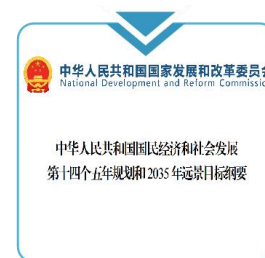 中华人民共和国国家发展和改革委员会
National Development and Reform Commissio
中华人民共和国国民经济和社会发展
第十四个五年规划和2035年远景目标纲要